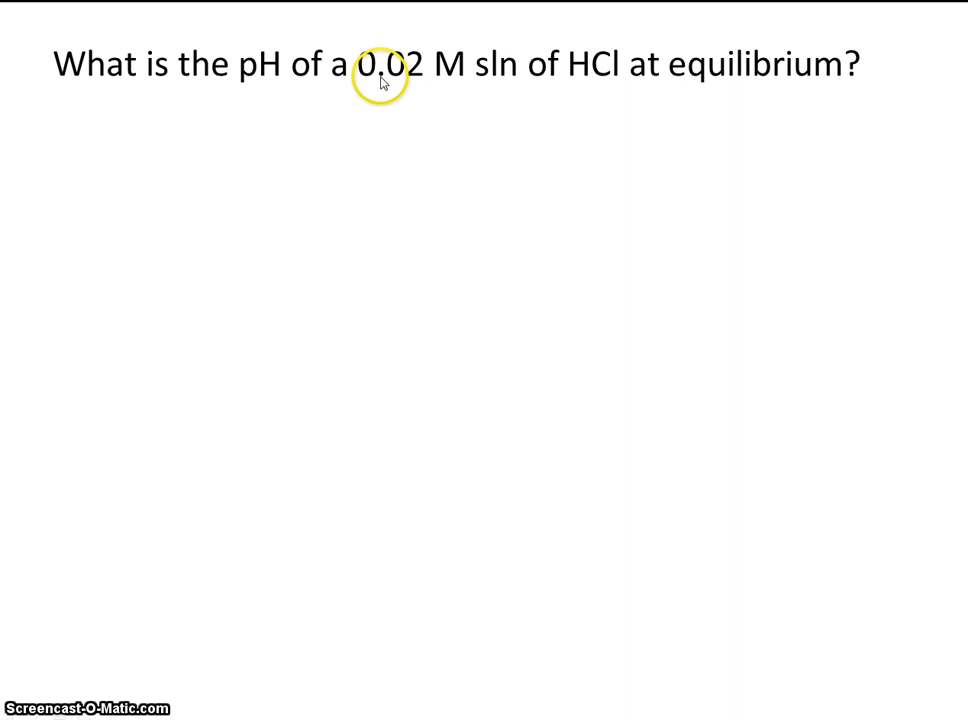 What is the pH of a 0.02 M sln of HCl at equilibrium?
Screencast-O-Matic.com